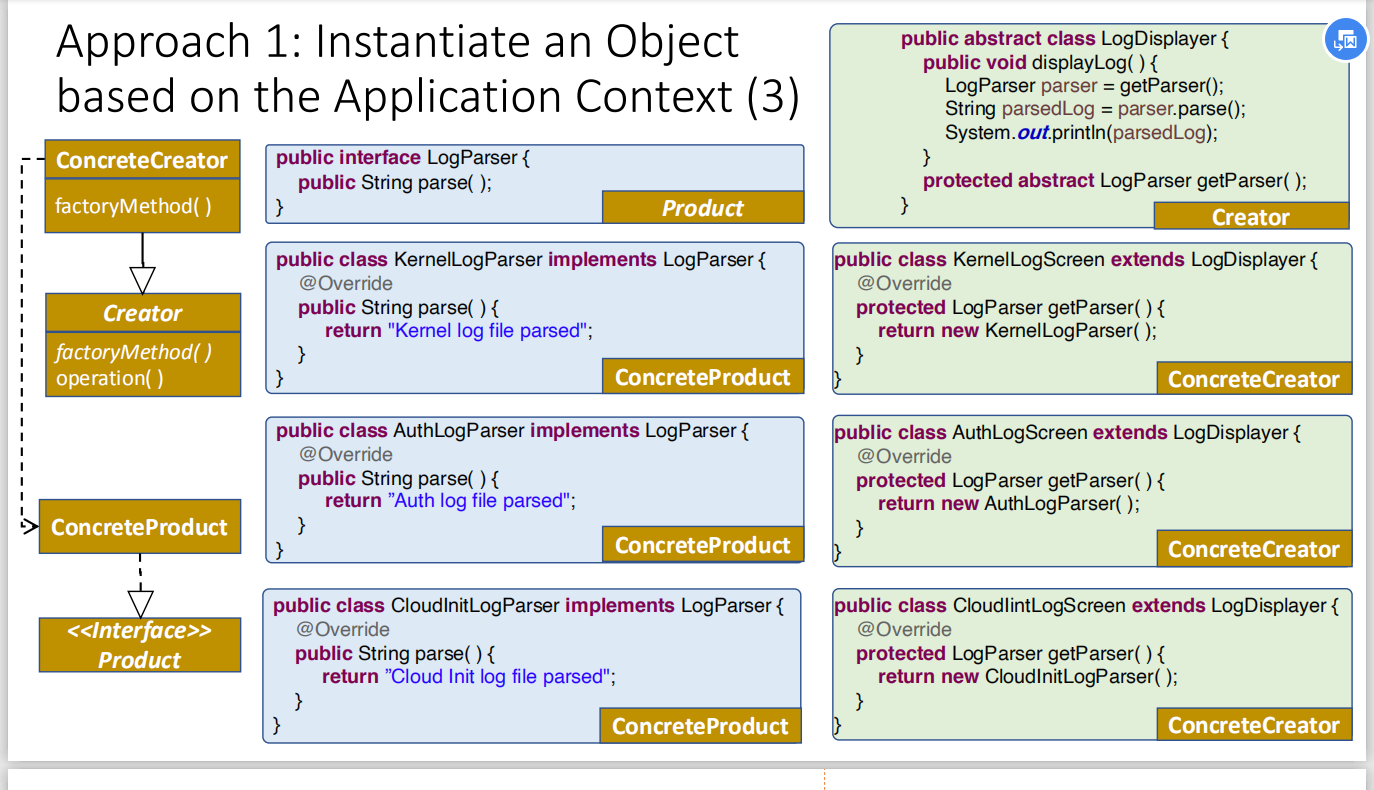 Approach 1: Instantiate an Object
based on the Application Context (3)
ConcreteCreator
factoryMethod( )
Creator
factoryMethod( )
operation( )
ConcreteProduct
<<Interface>>
Product
public interface LogParser {
public String parse( );
}
Product
public class KernelLogParser implements LogParser {
@Override
public String parse( ) {
return "Kernel log file parsed";
}
}
ConcreteProduct
public class AuthLogParser implements LogParser {
@Override
public String parse( ) {
return ”Auth log file parsed";
}
}
ConcreteProduct
public class CloudInitLogParser implements LogParser {
@Override
public String parse( ) {
return ”Cloud Init log file parsed";
}
}
ConcreteProduct
public abstract class LogDisplayer {
public void displayLog( ) {
LogParser parser = getParser();
String parsedLog = parser.parse();
System.out.println(parsedLog);
}
protected abstract LogParser getParser( );
}
Creator
public class KernelLogScreen extends LogDisplayer {
@Override
protected LogParser getParser( ) {
return new KernelLogParser( );
}
}
ConcreteCreator
public class AuthLogScreen extends LogDisplayer {
@Override
protected LogParser getParser( ) {
return new AuthLogParser( );
}
}
ConcreteCreator
public class CloudIintLogScreen extends LogDisplayer {
@Override
protected LogParser getParser( ) {
return new CloudInitLogParser( );
}
}
ConcreteCreator